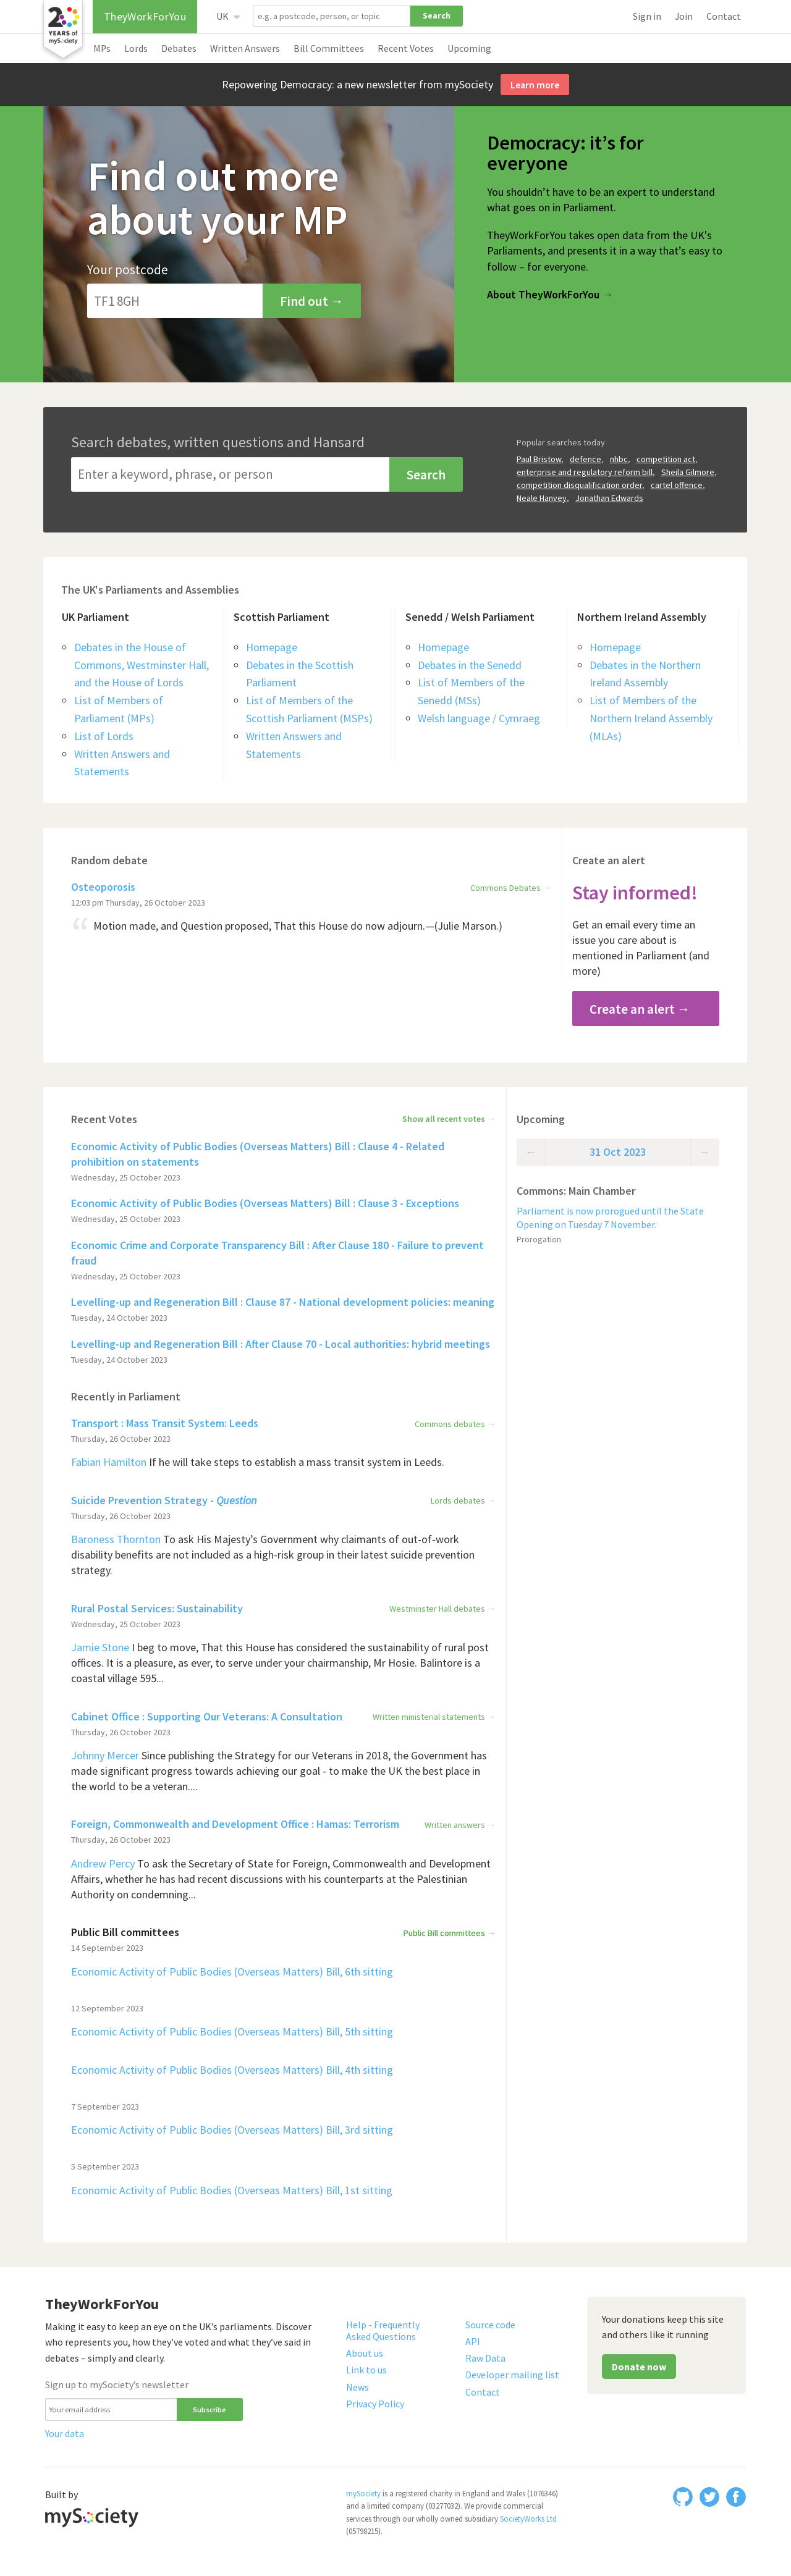 20
YEARS of
mySociety
TheyWorkForYou
UK
e.g. a postcode, person, or topic
Search
Sign in
Join
Contact
MPs
Lords
Debates
Written Answers
Bill Committees
Recent Votes
Upcoming
Repowering Democracy: a new newsletter from mySociety
Learn more
Find out more
about your MP
Your postcode
TF1 8GH
Find out →
Democracy: it’s for
everyone
You shouldn’t have to be an expert to understand
what goes on in Parliament.
TheyWorkForYou takes open data from the UK’s
Parliaments, and presents it in a way that’s easy to
follow – for everyone.
About TheyWorkForYou →
Search debates, written questions and Hansard
Enter a keyword, phrase, or person
Search
Popular searches today
Paul Bristow, defence, nhbc, competition act,
enterprise and regulatory reform bill, Sheila Gilmore,
competition disqualification order, cartel offence,
Neale Hanvey, Jonathan Edwards
The UK's Parliaments and Assemblies
UK Parliament
Debates in the House of
Commons, Westminster Hall,
and the House of Lords
List of Members of
Parliament (MPs)
List of Lords
Written Answers and
Statements
Scottish Parliament
Homepage
Debates in the Scottish
Parliament
List of Members of the
Scottish Parliament (MSPs)
Written Answers and
Statements
Senedd / Welsh Parliament
Homepage
Debates in the Senedd
List of Members of the
Senedd (MSs)
Welsh language / Cymraeg
Northern Ireland Assembly
Homepage
Debates in the Northern
Ireland Assembly
List of Members of the
Northern Ireland Assembly
(MLAs)
Random debate
Osteoporosis
Commons Debates →
12:03 pm Thursday, 26 October 2023
“ Motion made, and Question proposed, That this House do now adjourn.—(Julie Marson.)
Create an alert
Stay informed!
Get an email every time an
issue you care about is
mentioned in Parliament (and
more)
Create an alert →
Recent Votes
Show all recent votes →
Economic Activity of Public Bodies (Overseas Matters) Bill : Clause 4 - Related
prohibition on statements
Wednesday, 25 October 2023
Economic Activity of Public Bodies (Overseas Matters) Bill : Clause 3 - Exceptions
Wednesday, 25 October 2023
Economic Crime and Corporate Transparency Bill : After Clause 180 - Failure to prevent
fraud
Wednesday, 25 October 2023
Levelling-up and Regeneration Bill : Clause 87 - National development policies: meaning
Tuesday, 24 October 2023
Levelling-up and Regeneration Bill : After Clause 70 - Local authorities: hybrid meetings
Tuesday, 24 October 2023
Recently in Parliament
Transport : Mass Transit System: Leeds
Commons debates →
Thursday, 26 October 2023
Fabian Hamilton If he will take steps to establish a mass transit system in Leeds.
Suicide Prevention Strategy - Question
Lords debates →
Thursday, 26 October 2023
Baroness Thornton To ask His Majesty’s Government why claimants of out-of-work
disability benefits are not included as a high-risk group in their latest suicide prevention
strategy.
Rural Postal Services: Sustainability
Westminster Hall debates →
Wednesday, 25 October 2023
Jamie Stone I beg to move, That this House has considered the sustainability of rural post
offices. It is a pleasure, as ever, to serve under your chairmanship, Mr Hosie. Balintore is a
coastal village 595...
Cabinet Office : Supporting Our Veterans: A Consultation
Written ministerial statements →
Thursday, 26 October 2023
Johnny Mercer Since publishing the Strategy for our Veterans in 2018, the Government has
made significant progress towards achieving our goal - to make the UK the best place in
the world to be a veteran....
Foreign, Commonwealth and Development Office : Hamas: Terrorism
Written answers →
Thursday, 26 October 2023
Andrew Percy To ask the Secretary of State for Foreign, Commonwealth and Development
Affairs, whether he has had recent discussions with his counterparts at the Palestinian
Authority on condemning...
Public Bill committees
Public Bill committees →
14 September 2023
Economic Activity of Public Bodies (Overseas Matters) Bill, 6th sitting
12 September 2023
Economic Activity of Public Bodies (Overseas Matters) Bill, 5th sitting
Economic Activity of Public Bodies (Overseas Matters) Bill, 4th sitting
7 September 2023
Economic Activity of Public Bodies (Overseas Matters) Bill, 3rd sitting
5 September 2023
Economic Activity of Public Bodies (Overseas Matters) Bill, 1st sitting
Upcoming
← 31 Oct 2023 →
Commons: Main Chamber
Parliament is now prorogued until the State
Opening on Tuesday 7 November.
Prorogation
TheyWorkForYou
Making it easy to keep an eye on the UK’s parliaments. Discover
who represents you, how they’ve voted and what they’ve said in
debates – simply and clearly.
Sign up to mySociety’s newsletter
Your email address
Subscribe
Your data
Help - Frequently
Asked Questions
About us
Link to us
News
Privacy Policy
Source code
API
Raw Data
Developer mailing list
Contact
Your donations keep this site
and others like it running
Donate now
Built by
mySociety
mySociety is a registered charity in England and Wales (1076346)
and a limited company (03277032). We provide commercial
services through our wholly owned subsidiary SocietyWorks Ltd
(05798215).